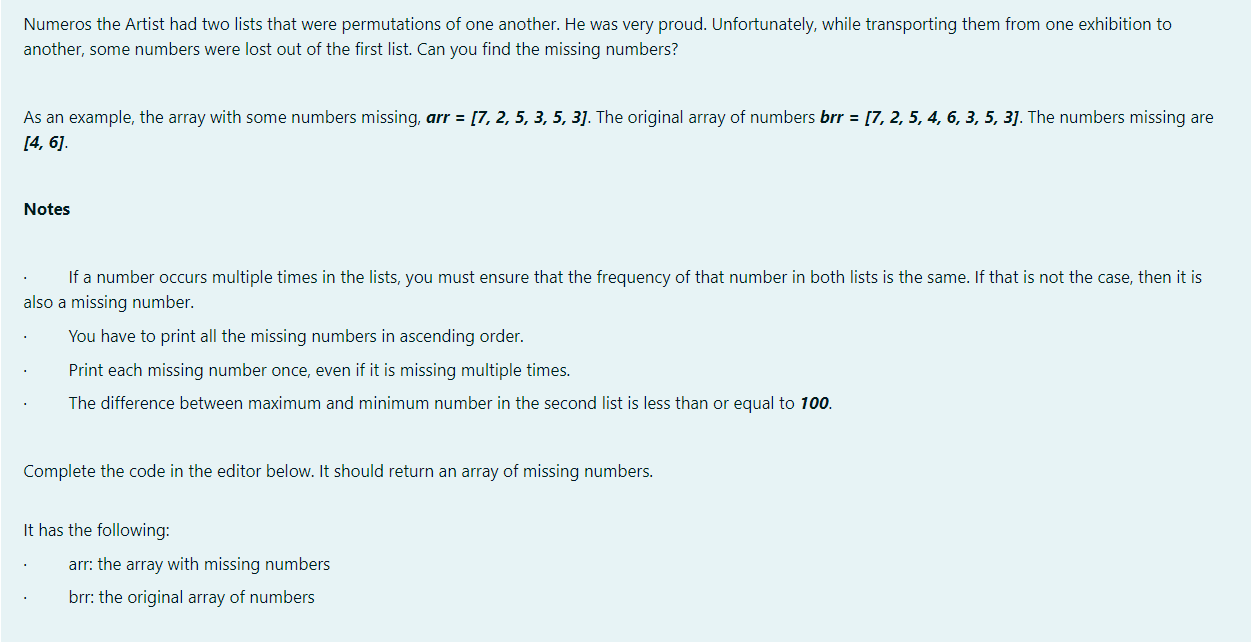 Numeros the Artist had two lists that were permutations of one another. He was very proud. Unfortunately, while transporting them from one exhibition to
another, some numbers were lost out of the first list. Can you find the missing numbers?
As an example, the array with some numbers missing, arr = [7, 2, 5, 3, 5, 3]. The original array of numbers brr = [7, 2, 5, 4, 6, 3, 5, 3]. The numbers missing are
[4, 6].
Notes
· If a number occurs multiple times in the lists, you must ensure that the frequency of that number in both lists is the same. If that is not the case, then it is
also a missing number.
· You have to print all the missing numbers in ascending order.
· Print each missing number once, even if it is missing multiple times.
· The difference between maximum and minimum number in the second list is less than or equal to 100.
Complete the code in the editor below. It should return an array of missing numbers.
It has the following:
· arr: the array with missing numbers
· brr: the original array of numbers